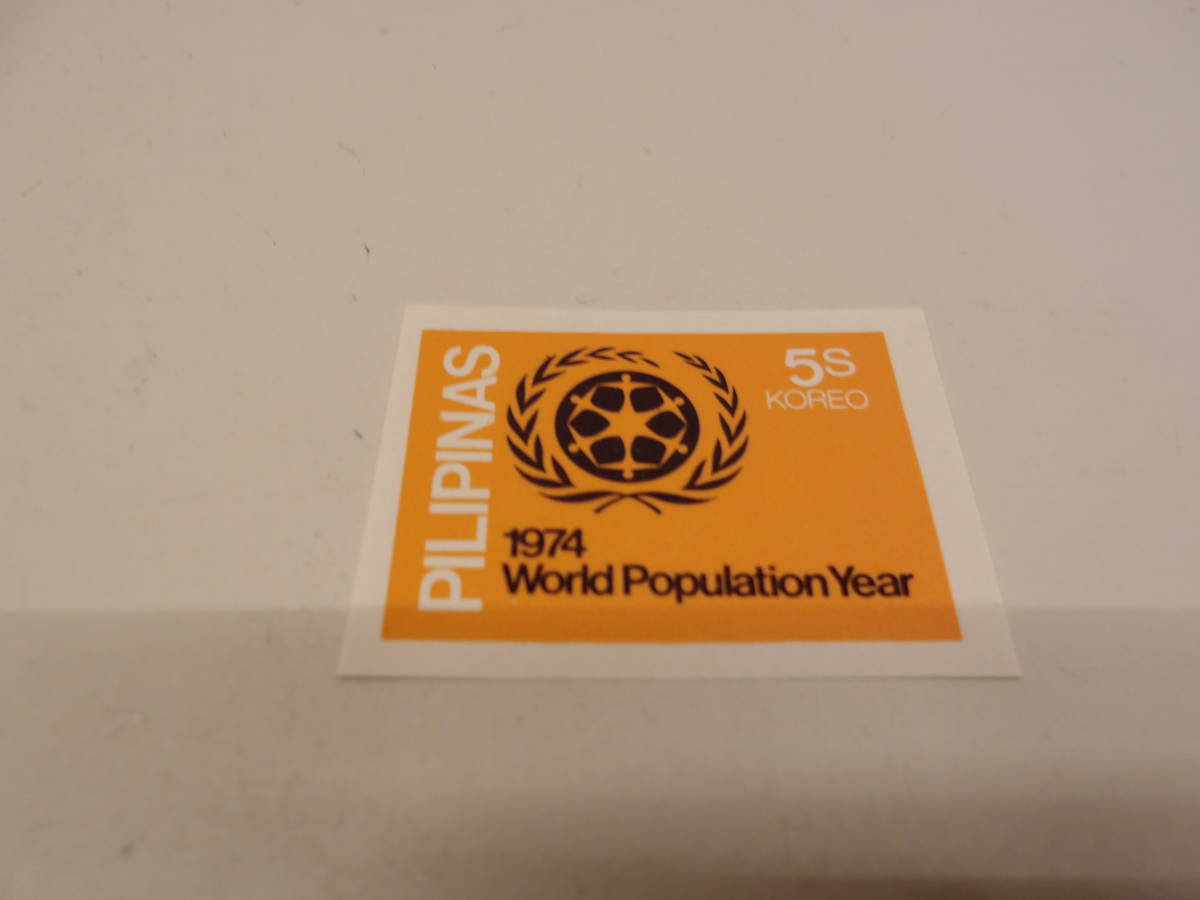 PILIPINAS
5S
KOREO
1974
World Population Year